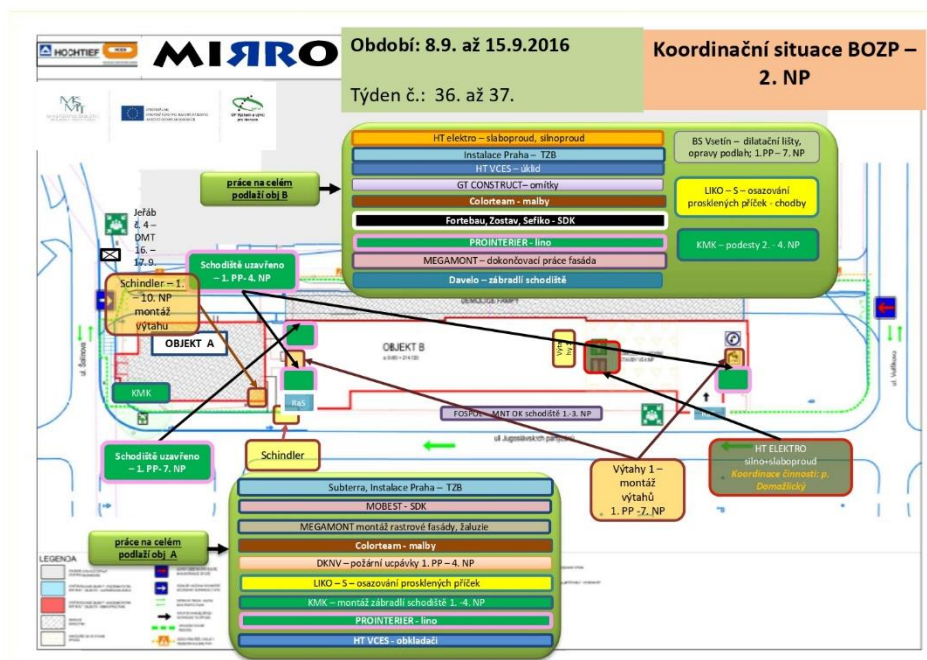 HOCHTIEF
MIRRO
Období: 8.9. až 15.9.2016
Týden č.: 36. až 37.
Koordinační situace BOZP –
2. NP
HT elektro – slaboproud, silnoproud
Instalace Praha – TZB
HT VCES – úklid
GT CONSTRUCT– omítky
Colorteam - malby
Fortebau, Zostav, Sefiko - SDK
PROINTERIER - lino
MEGAMONT – dokončovací práce fasáda
Davelo – zábradlí schodiště
BS Vsetín – dilatační lišty,
opravy podlah; 1.PP – 7. NP
LIKO – S – osazování
prosklených příček - chodby
KMK – podesty 2. - 4. NP
práce na celém
podlaží obj B
Jeřáb
č. 4 –
DMT
16. –
17.9.
Schodiště uzavřeno
– 1. PP- 4. NP
Schindler – 1.
– 10. NP
montáž
výtahu
OBJEKT A
OBJEKT B
KMK
FOSPOL – MNT OK schodiště 1.-3. NP
ul Jugoslávských partyzánů
Schodiště uzavřeno
– 1. PP- 7. NP
Schindler
Výtahy 1 –
montáž
výtahů
1. PP -7. NP
HT ELEKTRO
silno+slaboproud
Koordinace činností: p.
Domažlický
práce na celém
podlaží obj A
Subterra, Instalace Praha – TZB
MOBEST - SDK
MEGAMONT montáž rastrové fasády, žaluzie
Colorteam - malby
DKNV – požární ucpávky 1. PP – 4. NP
LIKO – S – osazování prosklených příček
KMK – montáž zábradlí schodiště 1. -4. NP
PROINTERIER - lino
HT VCES - obkladači
LEGENDA